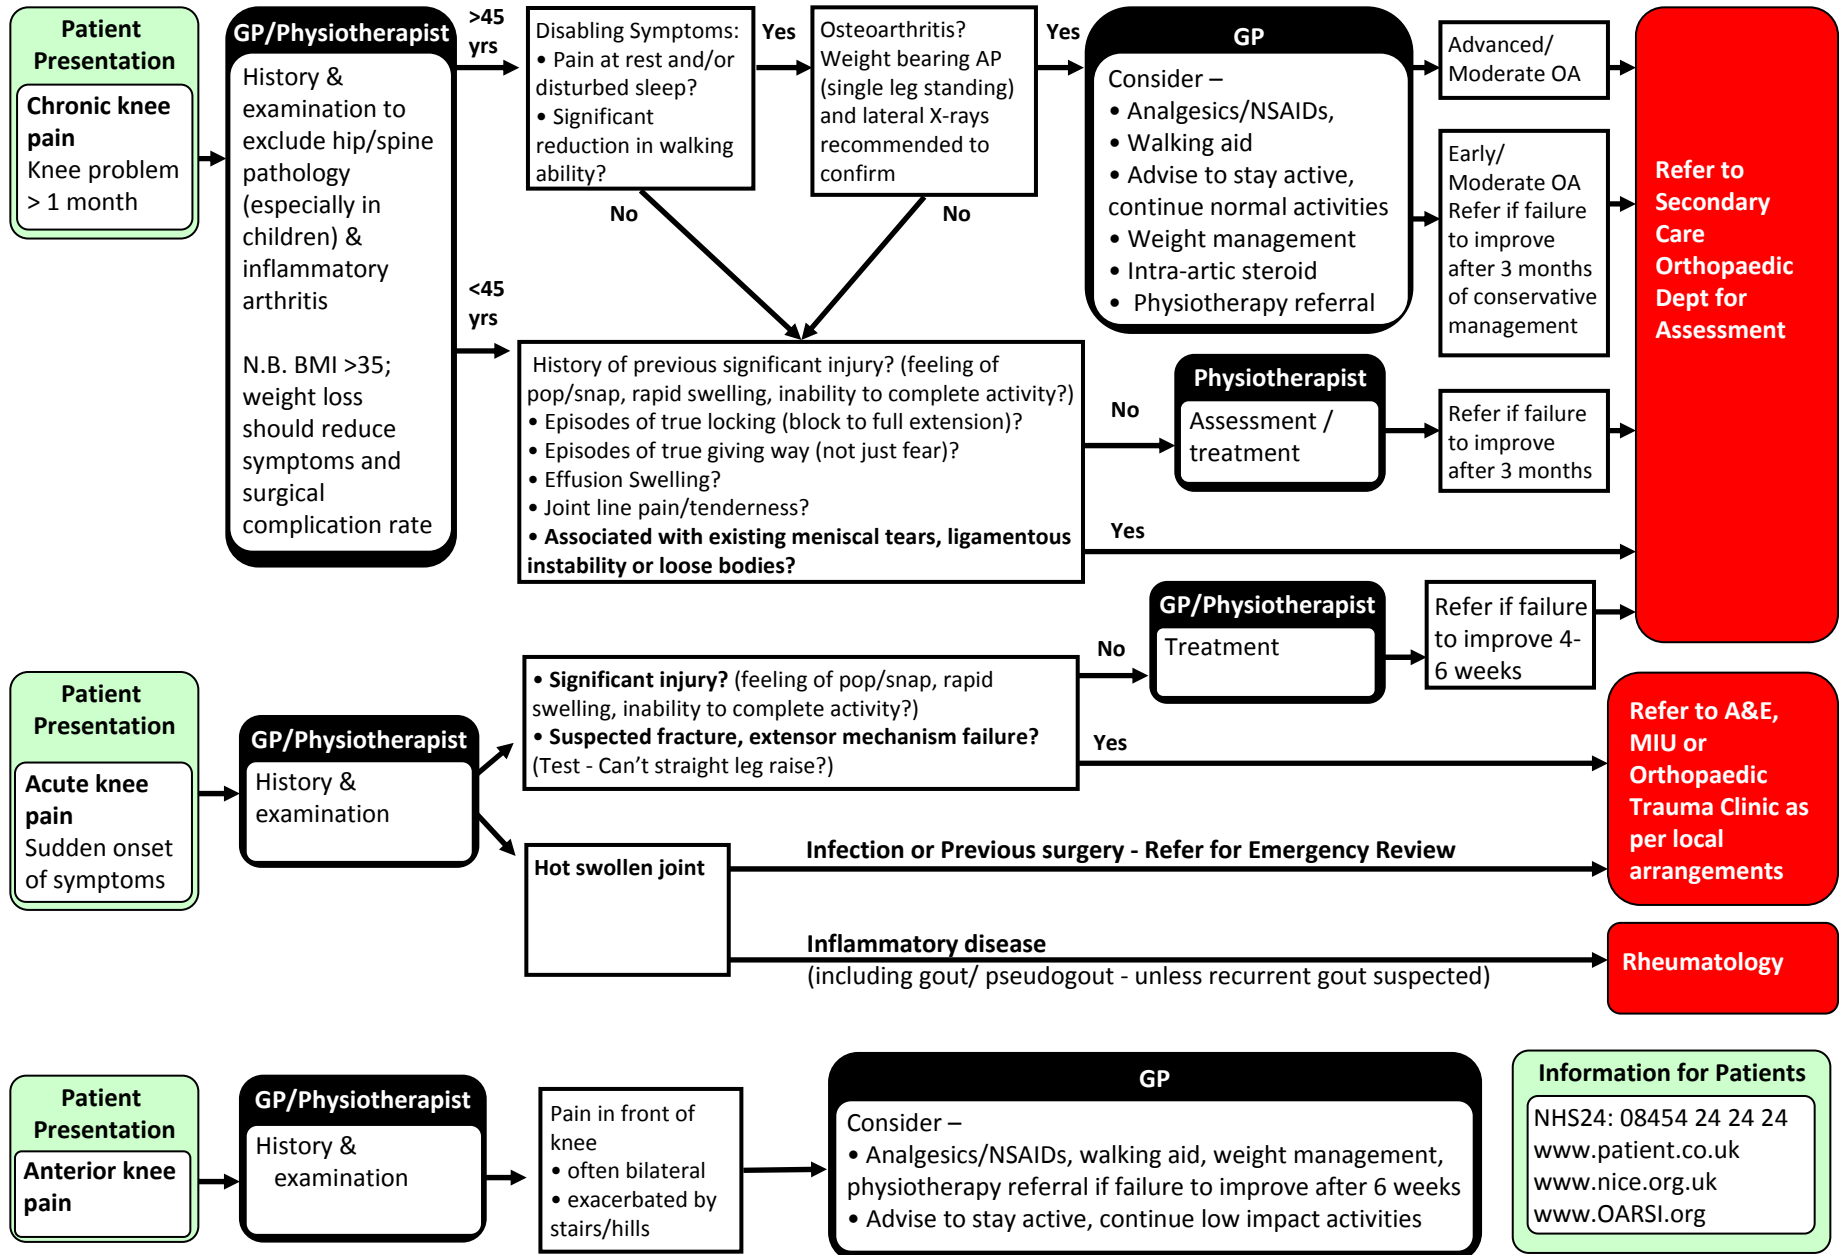 Patient
Presentation
Chronic knee
pain
Knee problem
> 1 month
GP/Physiotherapist
History &
examination to
exclude hip/spine
pathology
(especially in
children) &
inflammatory
arthritis
N.B. BMI >35;
weight loss
should reduce
symptoms and
surgical
complication rate
>45
yrs
<45
yrs
Disabling Symptoms:
• Pain at rest and/or
disturbed sleep?
• Significant
reduction in walking
ability?
Yes
No
Osteoarthritis?
Weight bearing AP
(single leg standing)
and lateral X-rays
recommended to
confirm
Yes
No
GP
Consider –
• Analgesics/NSAIDs,
• Walking aid
• Advise to stay active,
continue normal activities
• Weight management
• Intra-artic steroid
• Physiotherapy referral
Advanced/
Moderate OA
Early/
Moderate OA
Refer if failure
to improve
after 3 months
of conservative
management
Refer to
Secondary
Care
Orthopaedic
Dept for
Assessment
History of previous significant injury? (feeling of
pop/snap, rapid swelling, inability to complete activity?)
• Episodes of true locking (block to full extension)?
• Episodes of true giving way (not just fear)?
• Effusion Swelling?
• Joint line pain/tenderness?
• Associated with existing meniscal tears, ligamentous
instability or loose bodies?
No
Yes
Physiotherapist
Assessment /
treatment
Refer if failure
to improve
after 3 months
Patient
Presentation
Acute knee
pain
Sudden onset
of symptoms
GP/Physiotherapist
History &
examination
• Significant injury? (feeling of pop/snap, rapid
swelling, inability to complete activity?)
• Suspected fracture, extensor mechanism failure?
(Test - Can't straight leg raise?)
No
Yes
GP/Physiotherapist
Treatment
Refer if failure
to improve 4-
6 weeks
Refer to A&E,
MIU or
Orthopaedic
Trauma Clinic as
per local
arrangements
Hot swollen joint
Infection or Previous surgery - Refer for Emergency Review
Inflammatory disease
(including gout/ pseudogout - unless recurrent gout suspected)
Rheumatology
Patient
Presentation
Anterior knee
pain
GP/Physiotherapist
History &
examination
Pain in front of
knee
• often bilateral
• exacerbated by
stairs/hills
GP
Consider –
• Analgesics/NSAIDs, walking aid, weight management,
physiotherapy referral if failure to improve after 6 weeks
• Advise to stay active, continue low impact activities
Information for Patients
NHS24: 08454 24 24 24
www.patient.co.uk
www.nice.org.uk
www.OARSI.org